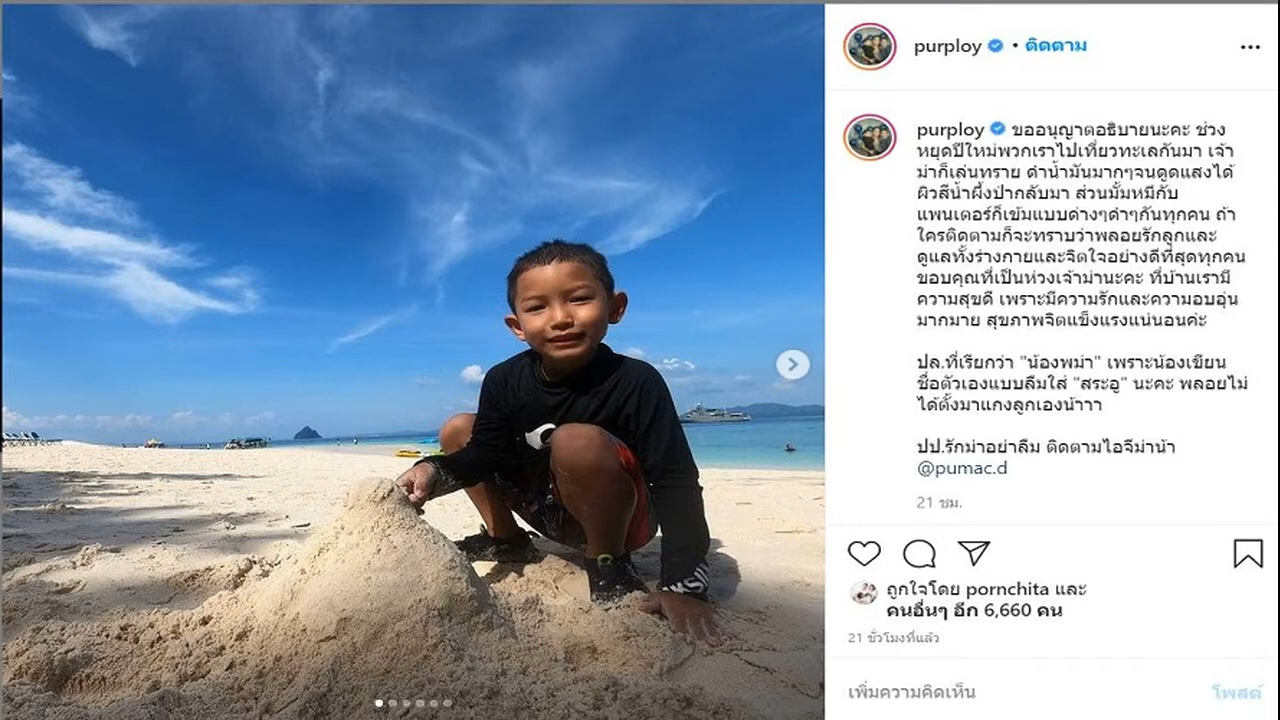 purploy • ติดตาม
purploy ขออนุญาตอธิบายนะคะ ช่วง
หยุดปีใหม่พวกเราไปเที่ยวทะเลกันมา เจ้า
ม่าก็เล่นทราย ดำน้ำมันมากๆจนดูดแสงได้
ผิวสีน้ำผึ้งป่ากลับมา ส่วนมั้มหมีกับ
แพนเตอร์ก็เข้มแบบด่างๆดำๆกันทุกคน ถ้า
ใครติดตามก็จะทราบว่าพลอยรักลูกและ
ดูแลทั้งร่างกายและจิตใจอย่างดีที่สุดทุกคน
ขอบคุณที่เป็นห่วงเจ้าม่านะคะ ที่บ้านเรามี
ความสุขดี เพราะมีความรักและความอบอุ่น
มากมาย สุขภาพจิตแข็งแรงแน่นอนค่ะ
ปล.ที่เรียกว่า "น้องพม่า" เพราะน้องเขียน
ชื่อตัวเองแบบลืมใส่ "สระอู" นะคะ พลอยไม่
ได้ตั้งมาแกงลูกเองน้าาา
ปป.รักม่าอย่าลืม ติดตามไอจีม่าน้า
@pumac.d
21 ชม.
ถูกใจโดย pornchita และ
คนอื่นๆ อีก 6,660 คน
21 ชั่วโมงที่แล้ว
เพิ่มความคิดเห็น
โพสต์